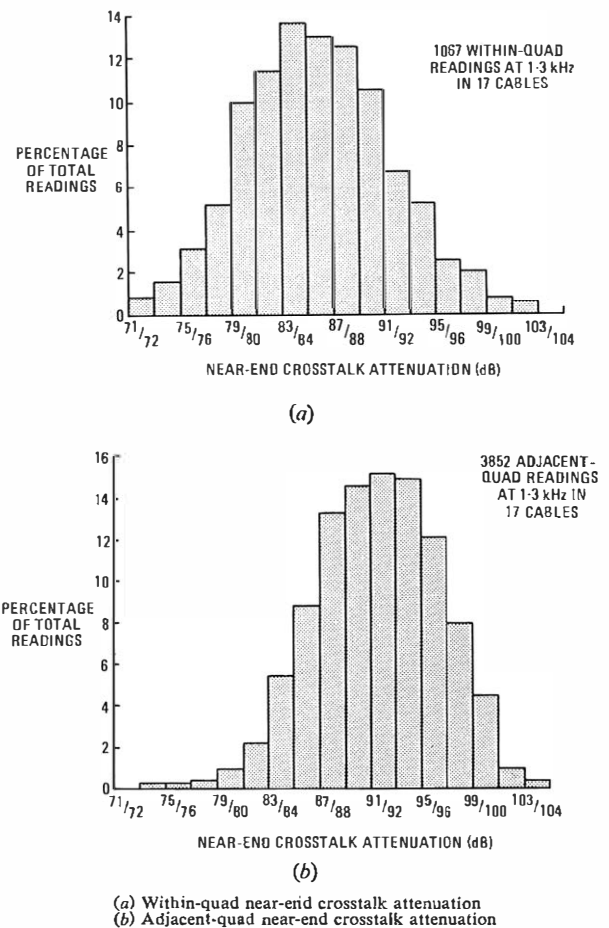 14
12
10
8
6
4
2
0
PERCENTAGE
OF TOTAL
READINGS
1067 WITHIN-QUAD
READINGS AT 1·3 kHz
IN 17 CABLES
71/72 75/76 79/80 83/84 87/88 91/92 95/96 99/100 103/104
NEAR-END CROSSTALK ATTENUATION (dB)
(a)
16
14
12
10
8
6
4
2
0
PERCENTAGE
OF TOTAL
READINGS
3852 ADJACENT-
QUAD READINGS
AT 1·3 kHz IN
17 CABLES
71/72 75/76 79/80 83/84 87/88 91/92 95/96 99/100 103/104
NEAR-END CROSSTALK ATTENUATION (dB)
(b)
(a) Within-quad near-end crosstalk attenuation
(b) Adjacent-quad near-end crosstalk attenuation